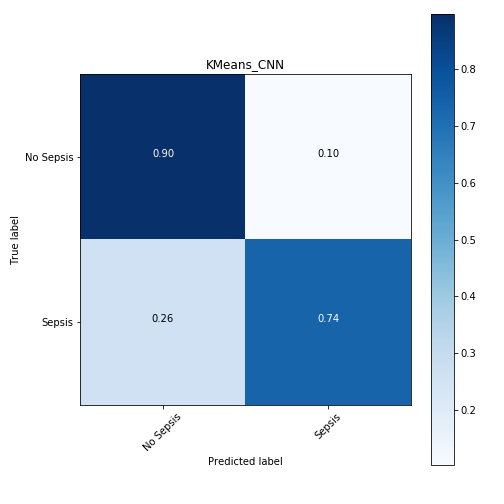 KMeans_CNN
True label
No Sepsis
0.90
0.10
Sepsis
0.26
0.74
No Sepsis
Sepsis
Predicted label
0.8
0.7
0.6
0.5
0.4
0.3
0.2